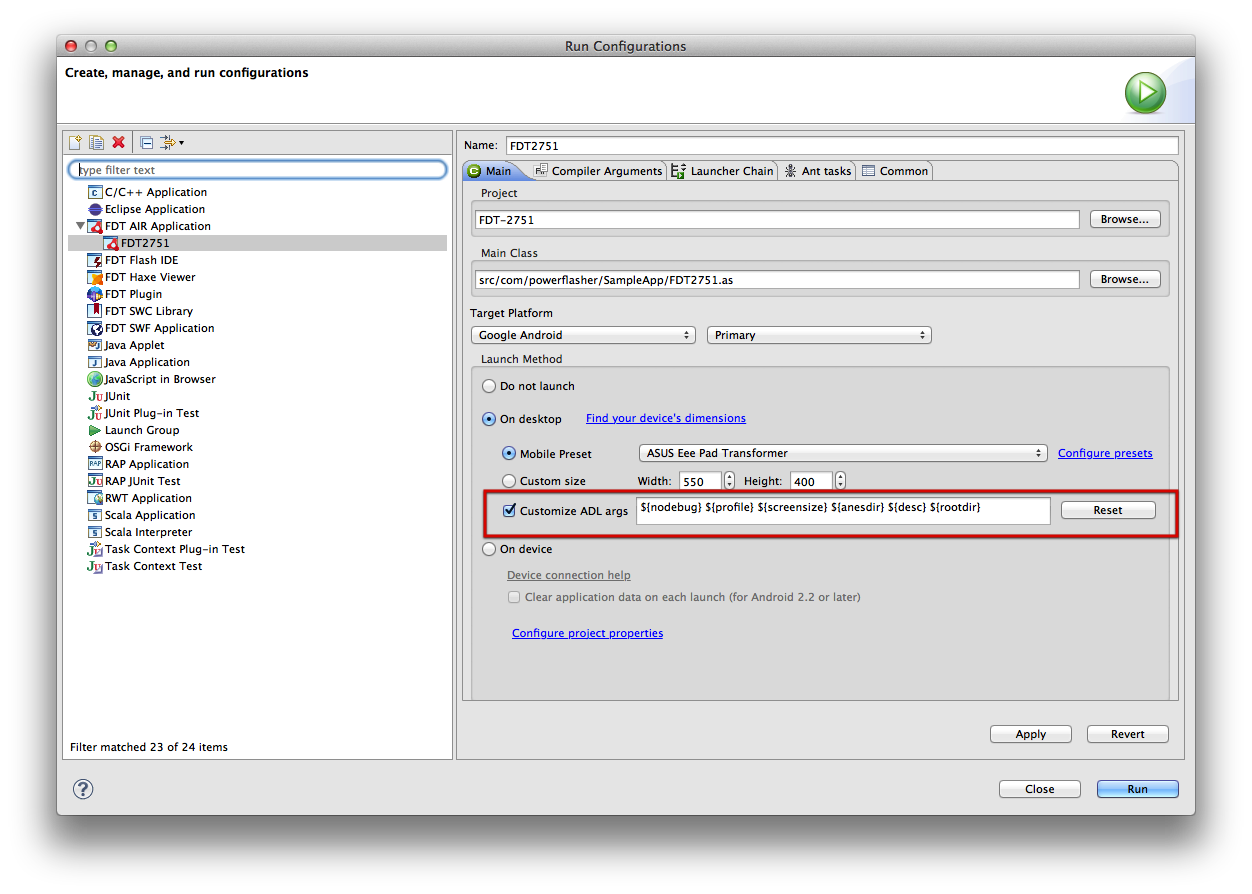 Run Configurations
Create, manage, and run configurations
type filter text
C/C++ Application
Eclipse Application
FDT AIR Application
FDT2751
FDT Flash IDE
FDT Haxe Viewer
FDT Plugin
FDT SWC Library
FDT SWF Application
Java Applet
Java Application
JavaScript in Browser
JUnit
JUnit Plug-in Test
Launch Group
OSGi Framework
RAP Application
RAP JUnit Test
RWT Application
Scala Application
Scala Interpreter
Task Context Plug-in Test
Task Context Test
Filter matched 23 of 24 items
Name: FDT2751
Main Compiler Arguments Launcher Chain Ant tasks Common
Project
FDT-2751 Browse...
Main Class
src/com/powerflasher/SampleApp/FDT2751.as Browse...
Target Platform
Google Android Primary
Launch Method
Do not launch
On desktop Find your device's dimensions
Mobile Preset ASUS Eee Pad Transformer Configure presets
Custom size Width: 550 Height: 400
Customize ADL args ${nodebug} ${profile} ${screensize} ${anesdir} ${desc} ${rootdir} Reset
On device
Device connection help
Clear application data on each launch (for Android 2.2 or later)
Configure project properties
Apply Revert
? Close Run